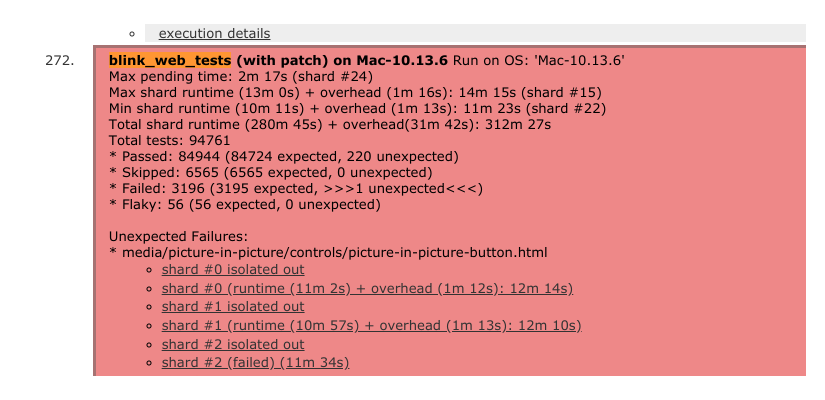 execution details
272. blink_web_tests (with patch) on Mac-10.13.6 Run on OS: 'Mac-10.13.6'
Max pending time: 2m 17s (shard #24)
Max shard runtime (13m 0s) + overhead (1m 16s): 14m 15s (shard #15)
Min shard runtime (10m 11s) + overhead (1m 13s): 11m 23s (shard #22)
Total shard runtime (280m 45s) + overhead(31m 42s): 312m 27s
Total tests: 94761
* Passed: 84944 (84724 expected, 220 unexpected)
* Skipped: 6565 (6565 expected, 0 unexpected)
* Failed: 3196 (3195 expected, >>>1 unexpected<<<)
* Flaky: 56 (56 expected, 0 unexpected)
Unexpected Failures:
* media/picture-in-picture/controls/picture-in-picture-button.html
shard #0 isolated out
shard #0 (runtime (11m 2s) + overhead (1m 12s): 12m 14s)
shard #1 isolated out
shard #1 (runtime (10m 57s) + overhead (1m 13s): 12m 10s)
shard #2 isolated out
shard #2 (failed) (11m 34s)